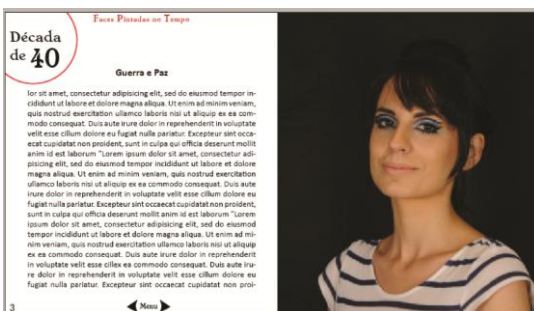 Faces Pintadas no Tempo
Década
de 40
Guerra e Paz
lor sit amet, consectetur adipisicing elit, sed do eiusmod tempor in-
cididunt ut labore et dolore magna aliqua. Ut enim ad minim veniam,
quis nostrud exercitation ullamco laboris nisi ut aliquip ex ea com-
modo consequat. Duis aute irure dolor in reprehenderit in voluptate
velit esse cillum dolore eu fugiat nulla pariatur. Excepteur sint occa-
ecat cupidatat non proident, sunt in culpa qui officia deserunt mollit
anim id est laborum "Lorem ipsum dolor sit amet, consectetur adi-
pisicing elit, sed do eiusmod tempor incididunt ut labore et dolore
magna aliqua. Ut enim ad minim veniam, quis nostrud exercitation
ullamco laboris nisi ut aliquip ex ea commodo consequat. Duis aute
irure dolor in reprehenderit in voluptate velit esse cillum dolore eu
fugiat nulla pariatur. Excepteur sint occaecat cupidatat non proident,
sunt in culpa qui officia deserunt mollit anim id est laborum "Lorem
ipsum dolor sit amet, consectetur adipisicing elit, sed do eiusmod
tempor incididunt ut labore et dolore magna aliqua. Ut enim ad mi-
nim veniam, quis nostrud exercitation ullamco laboris nisi ut aliquip
ex ea commodo consequat. Duis aute irure dolor in reprehenderit
in voluptate velit esse cillex ea commodo consequat. Duis aute iru-
re dolor in reprehenderit in voluptate velit esse cillum dolore eu
fugiat nulla pariatur. Excepteur sint occaecat cupidatat non proi-
3
Menu